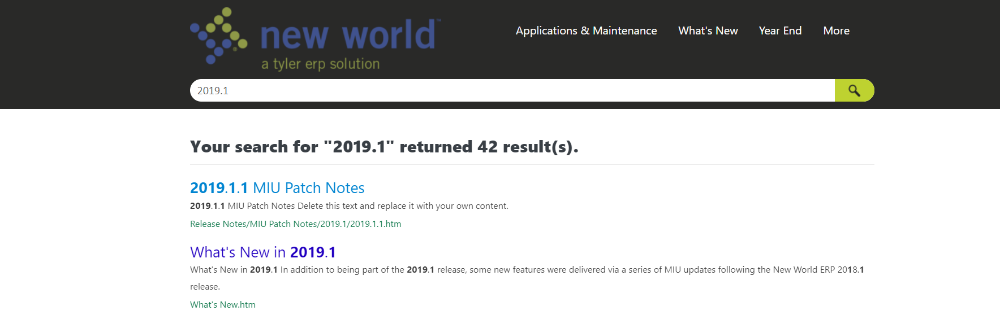 new world™
a tyler erp solution
Applications & Maintenance What's New Year End More
2019.1
Your search for "2019.1" returned 42 result(s).
2019.1.1 MIU Patch Notes
2019.1.1 MIU Patch Notes Delete this text and replace it with your own content.
Release Notes/MIU Patch Notes/2019.1/2019.1.1.htm
What's New in 2019.1
What's New in 2019.1 In addition to being part of the 2019.1 release, some new features were delivered via a series of MIU updates following the New World ERP 2018.1
release.
What's New.htm